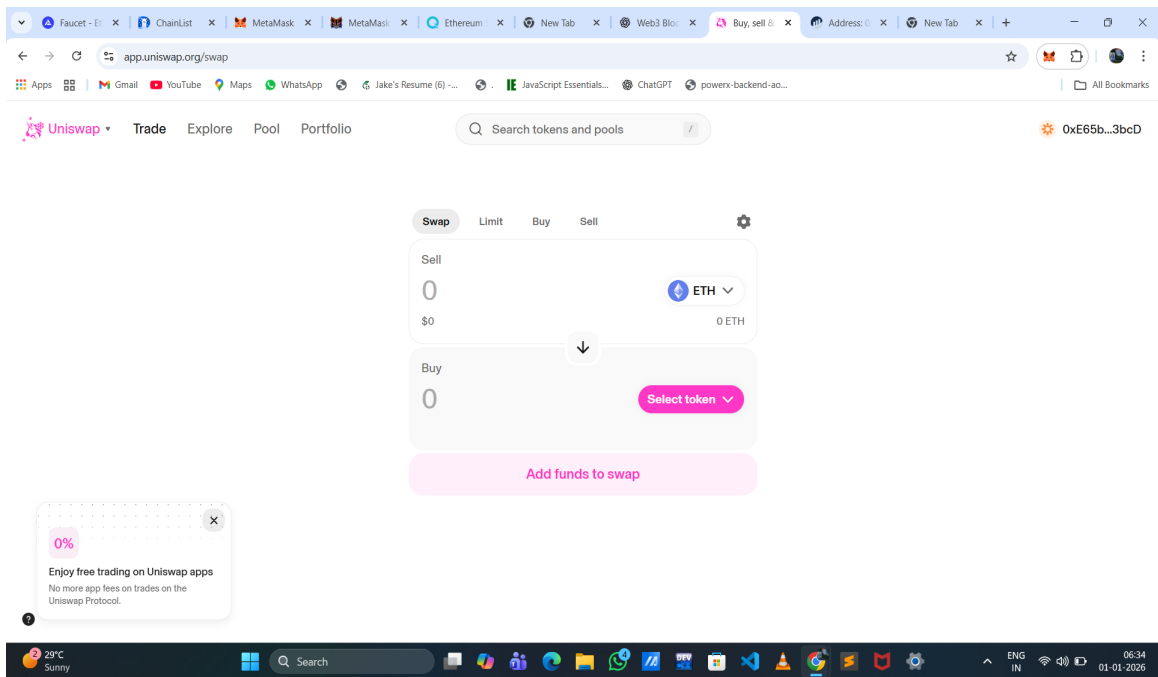 Faucet - Et
ChainList
MetaMask
MetaMask
Ethereum
New Tab
Web3 Bloc
Buy, sell &
Address: 0
New Tab
app.uniswap.org/swap
Apps
Gmail
YouTube
Maps
WhatsApp
Jake's Resume (6) -...
.
JavaScript Essentials...
ChatGPT
powerx-backend-ao...
All Bookmarks
Uniswap
Trade
Explore
Pool
Portfolio
Search tokens and pools
/
0xE65b...3bcD
Swap
Limit
Buy
Sell
Sell
0
ETH
$0
0 ETH
Buy
0
Select token
Add funds to swap
0%
Enjoy free trading on Uniswap apps
No more app fees on trades on the
Uniswap Protocol.
?
2
29°C
Sunny
Search
4
DEV
ENG
IN
06:34
01-01-2026